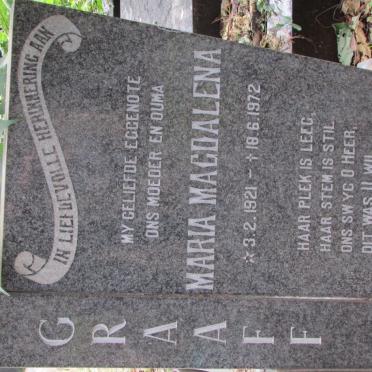 IN LIEFDEVOLLE HERINNERING AAN
MY GELIEFDE EGGENOTE
ONS MOEDER EN OUMA
MARIA MAGDALENA
☆ 3.2.1921 – † 18.6.1972
HAAR PLEK IS LEEG,
HAAR STEM IS STIL
ONS SWYG O HEER,
DIT WAS U WIL
GRAAFF